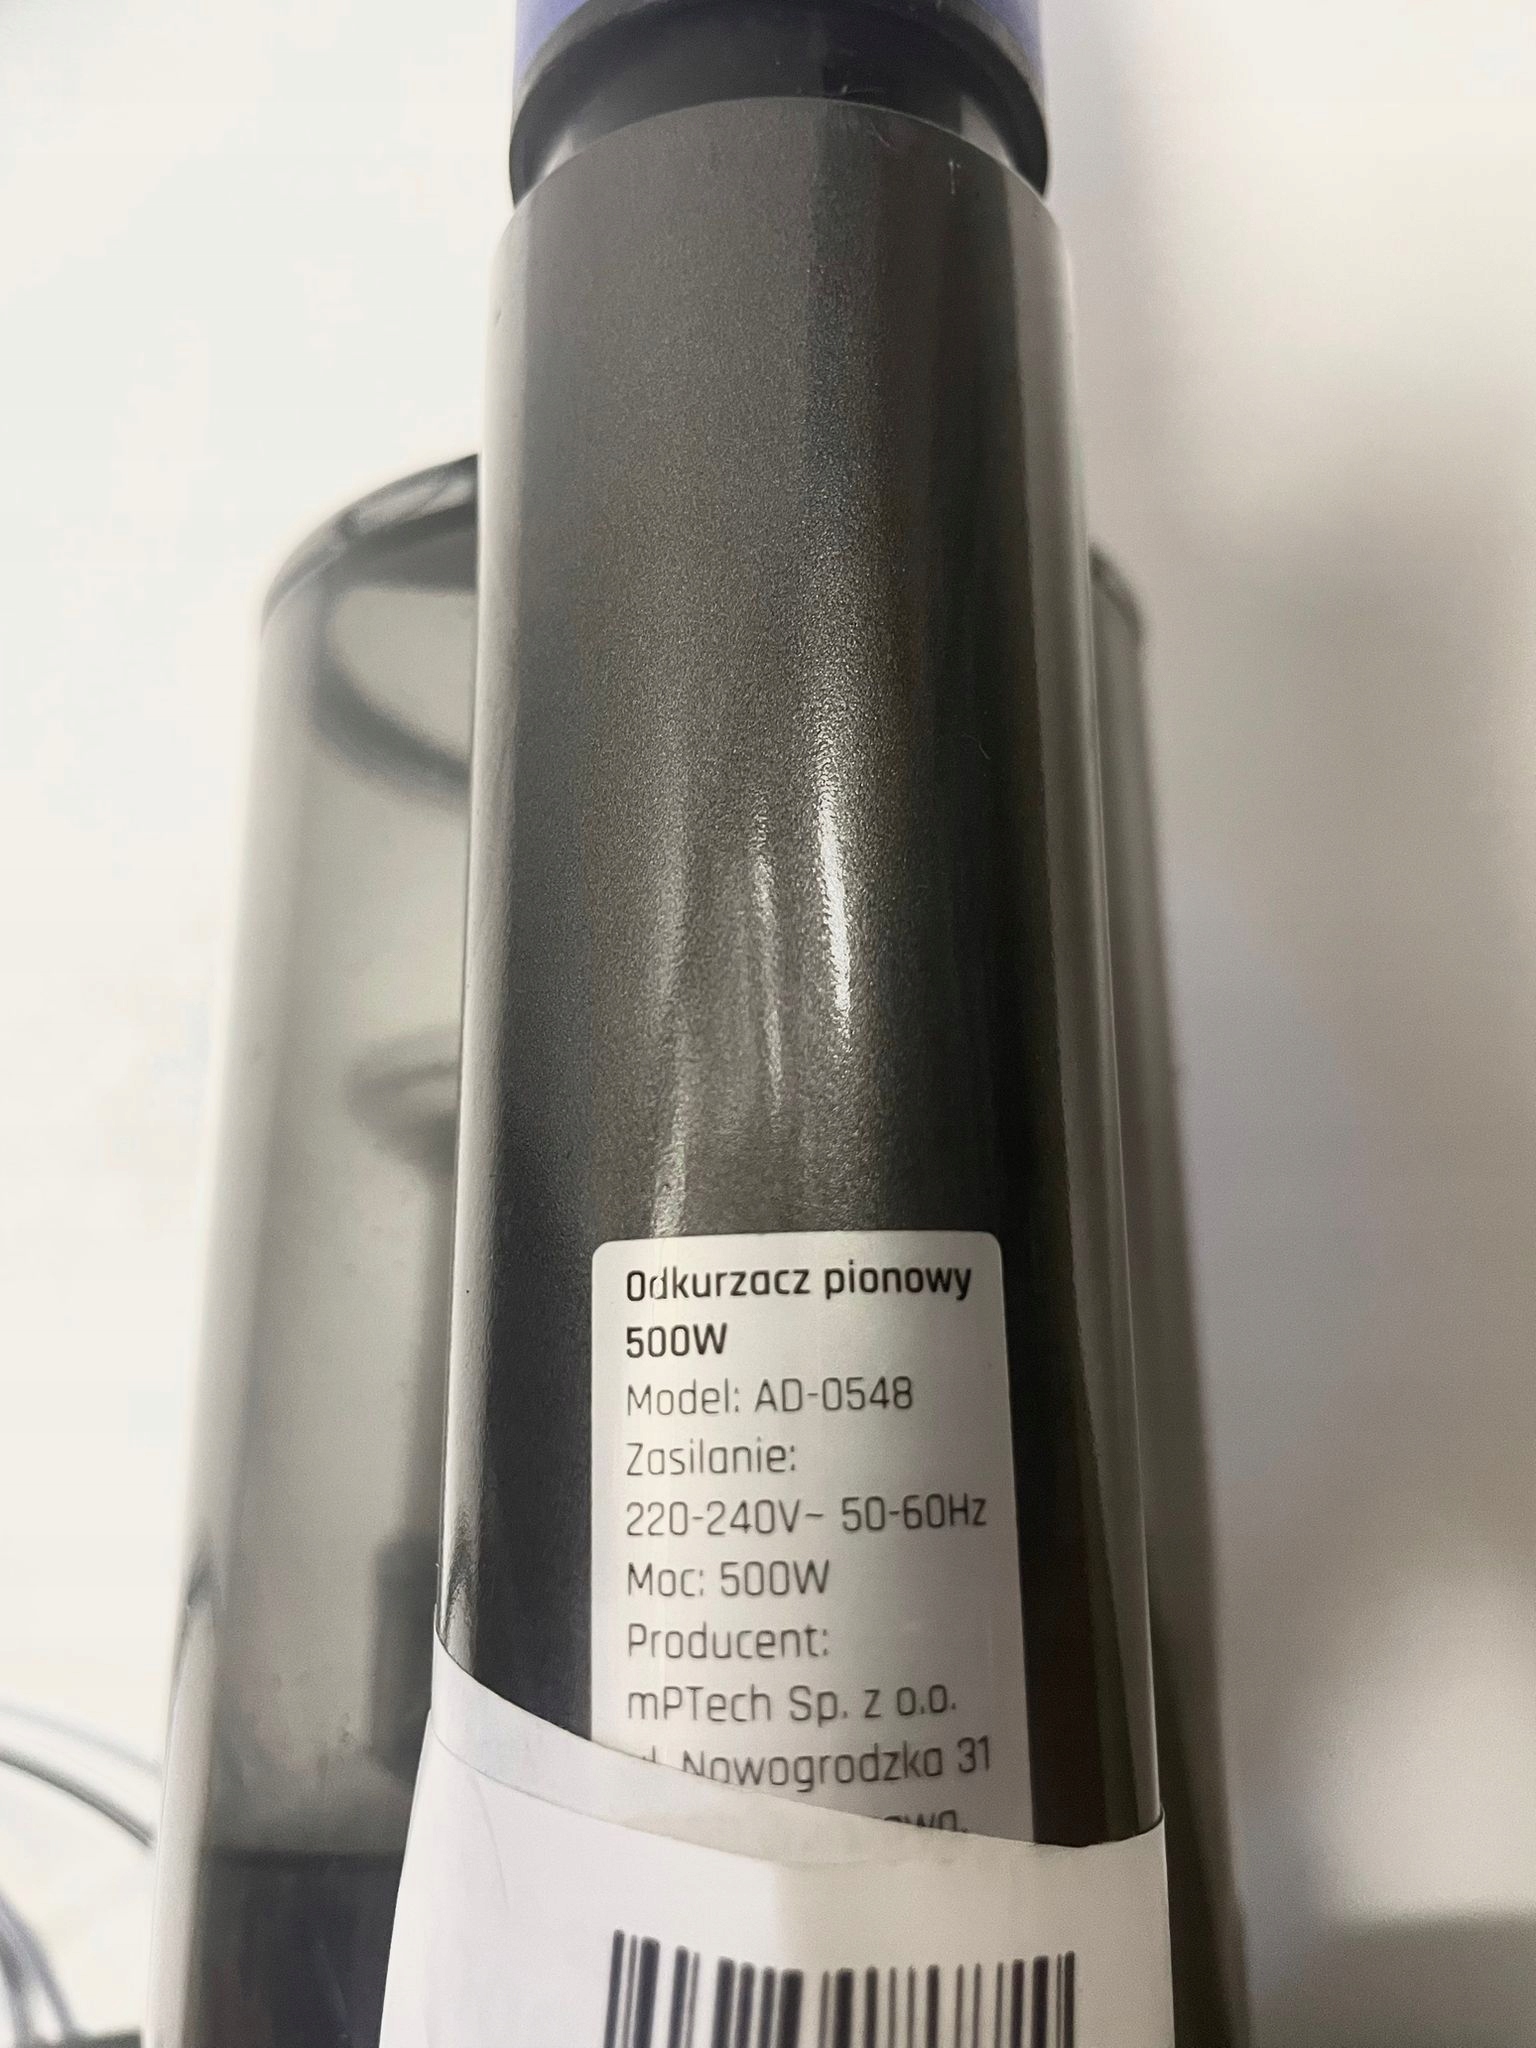 Odkurzacz pionowy
500W
Model: AD-0548
Zasilanie:
220-240V~ 50-60Hz
Moc: 500W
Producent:
mPTech Sp. z o.o.
Nowogrodzka 31